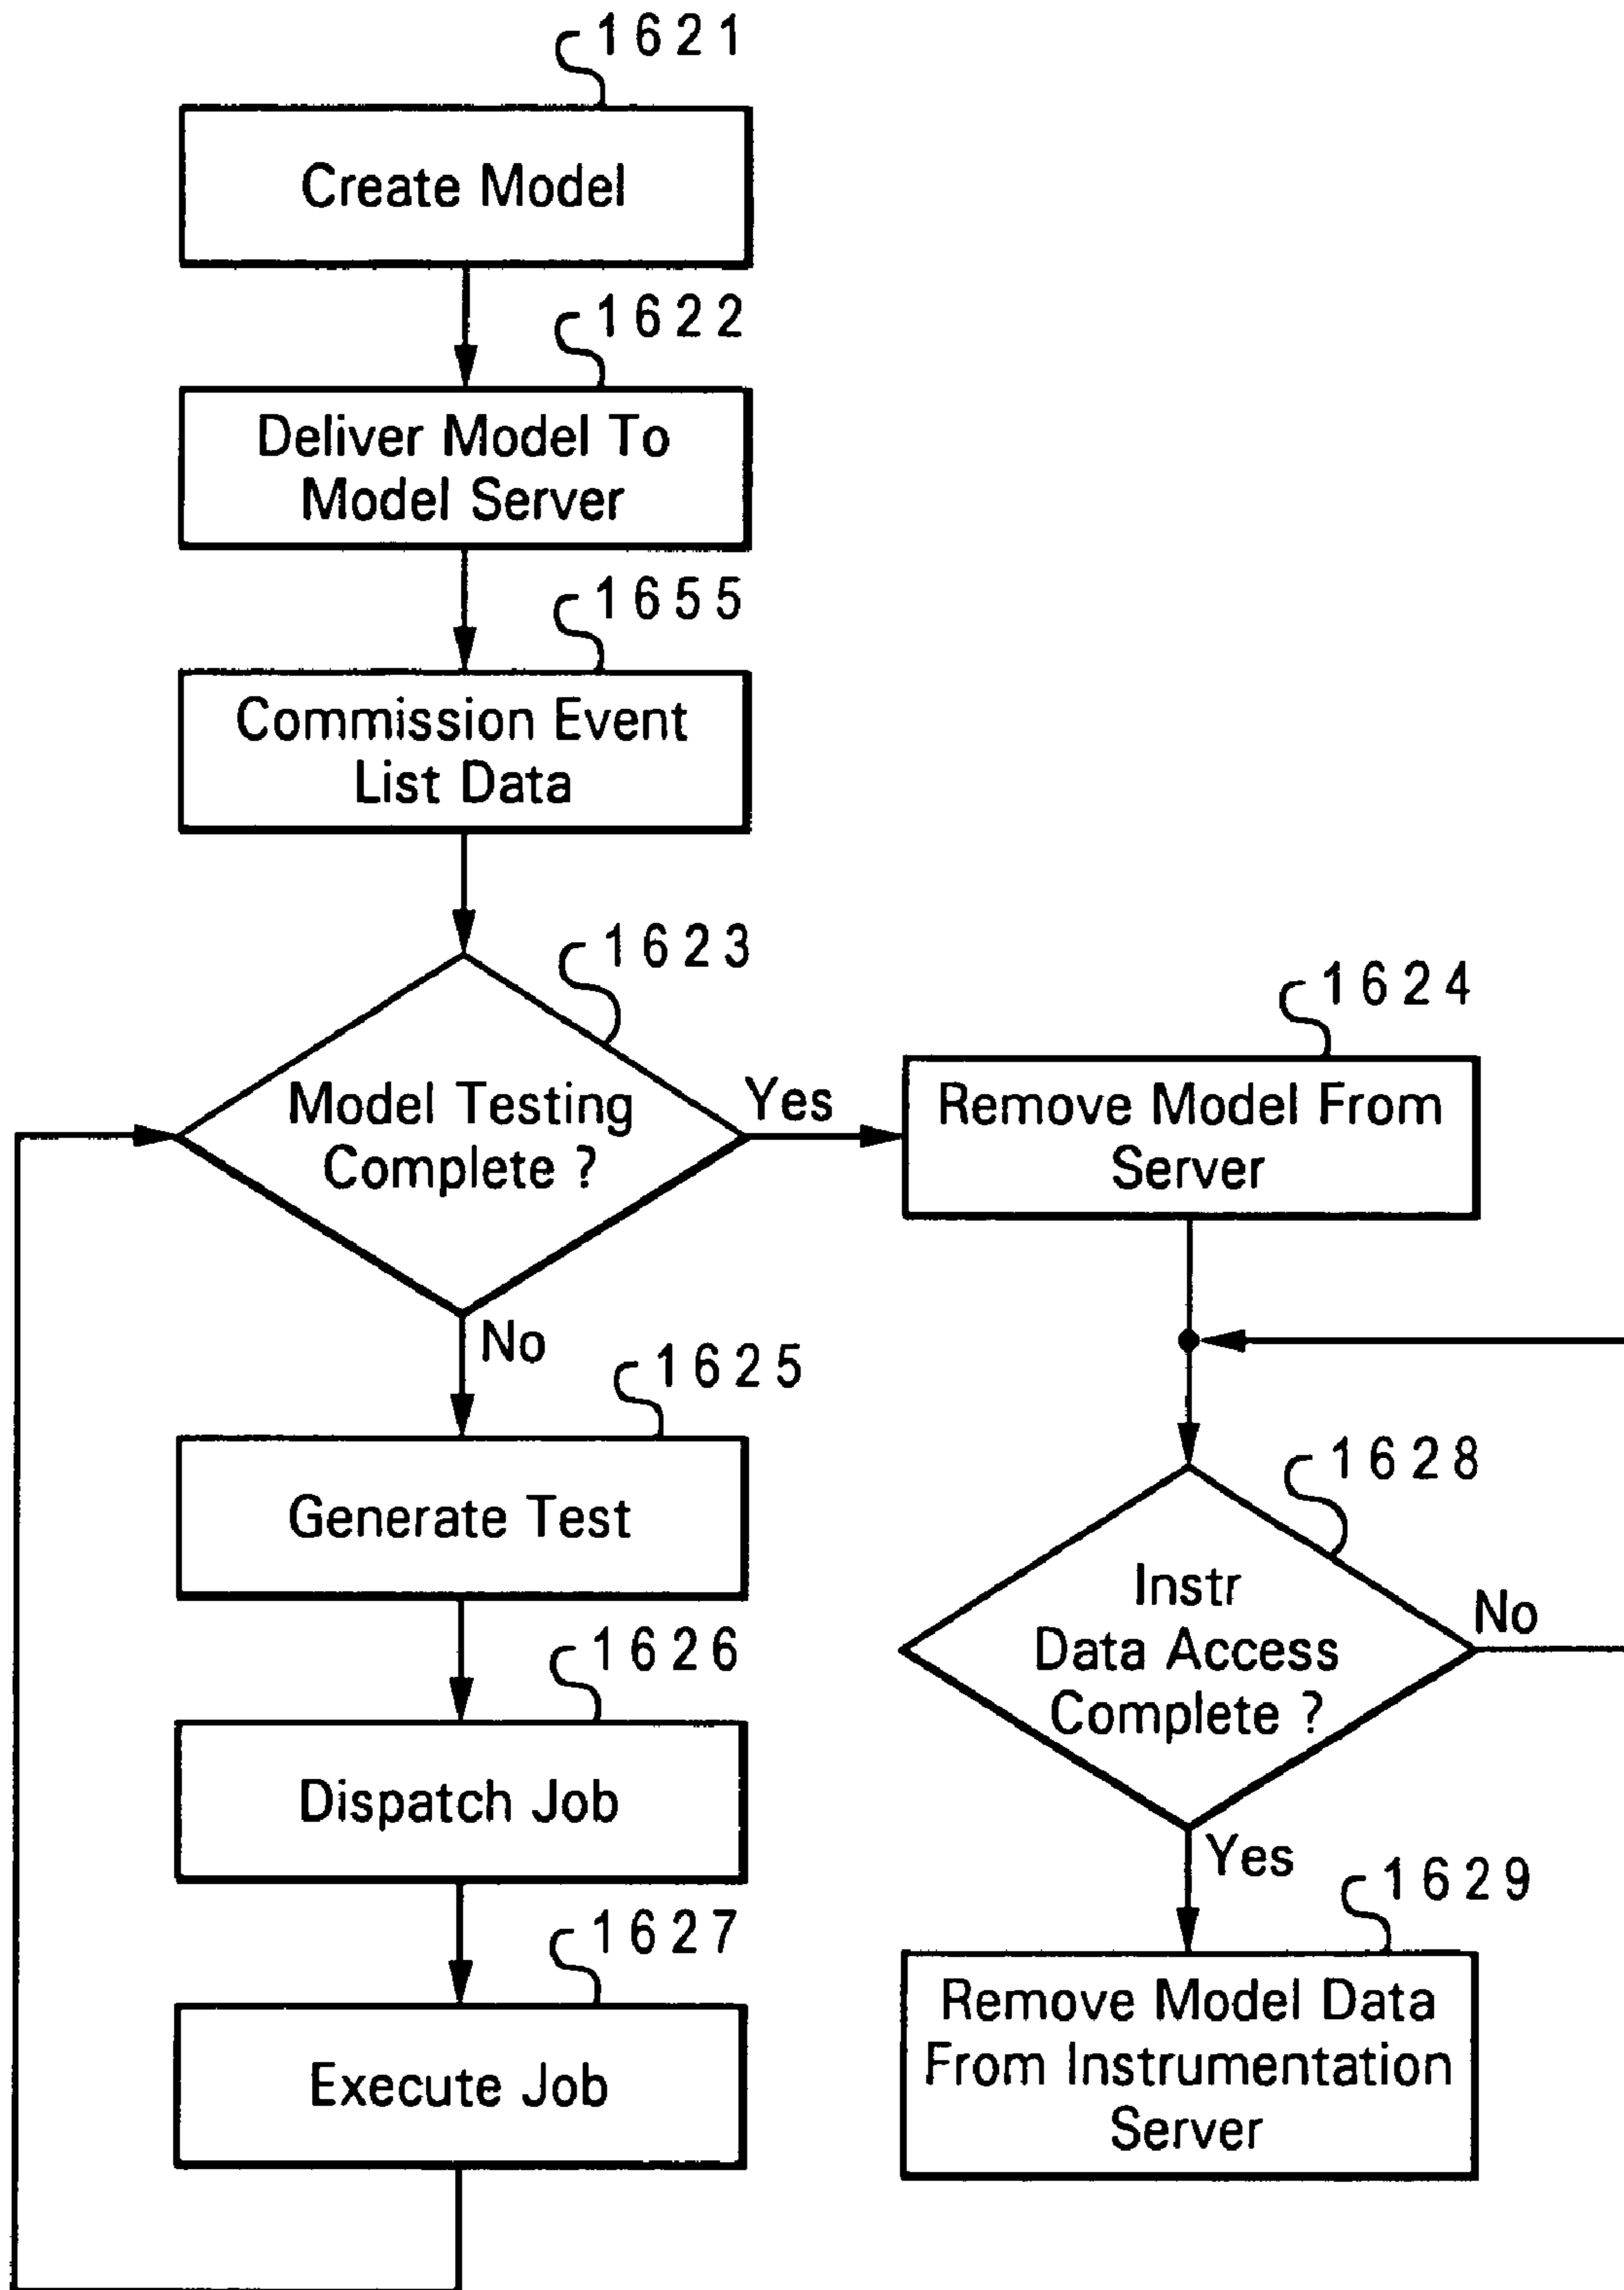 1621
Create Model
1622
Deliver Model To
Model Server
1655
Commission Event
List Data
1623
Model Testing
Complete ?
Yes
No
1624
Remove Model From
Server
1625
Generate Test
1626
Dispatch Job
1627
Execute Job
1628
Instr
Data Access
Complete ?
No
Yes
1629
Remove Model Data
From Instrumentation
Server